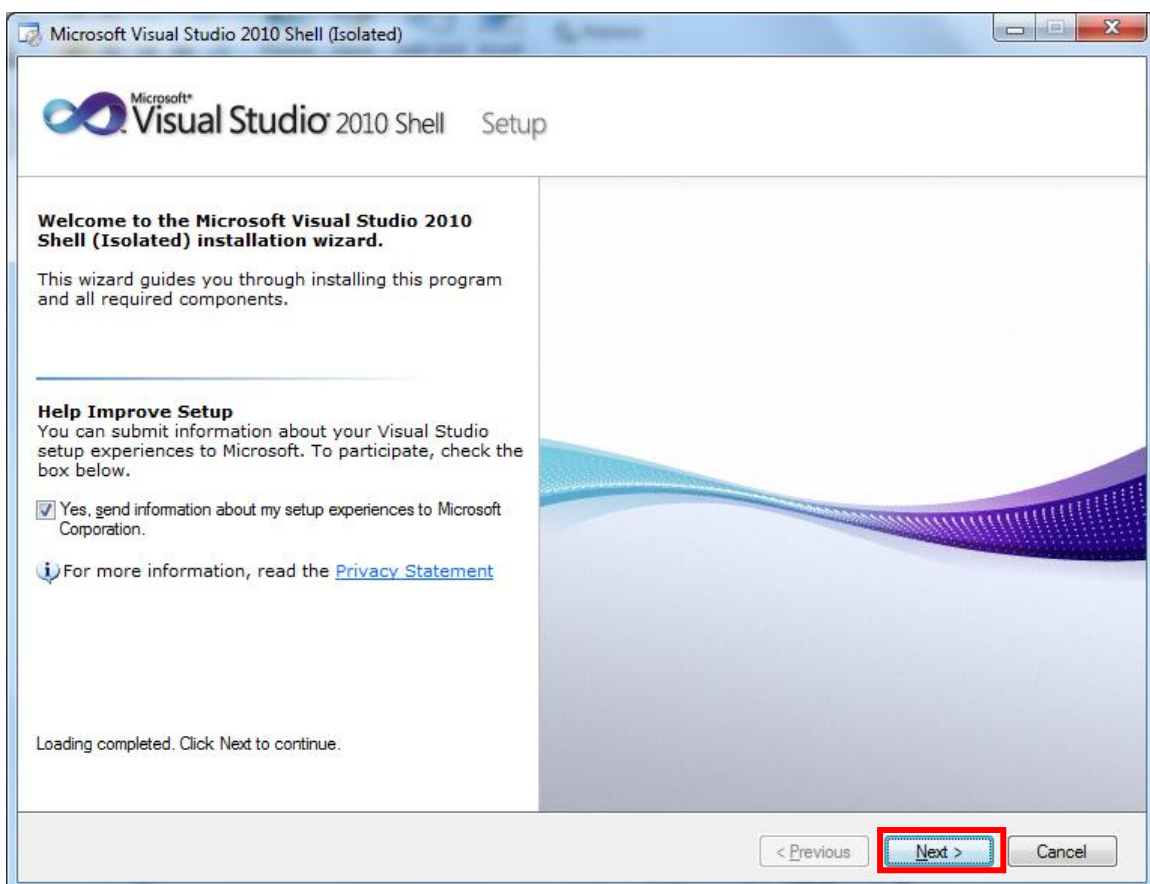 Microsoft Visual Studio 2010 Shell (Isolated)
Microsoft®
Visual Studio® 2010 Shell Setup
Welcome to the Microsoft Visual Studio 2010
Shell (Isolated) installation wizard.
This wizard guides you through installing this program
and all required components.
Help Improve Setup
You can submit information about your Visual Studio
setup experiences to Microsoft. To participate, check the
box below.
Yes, send information about my setup experiences to Microsoft
Corporation.
For more information, read the Privacy Statement
Loading completed. Click Next to continue.
< Previous
Next >
Cancel